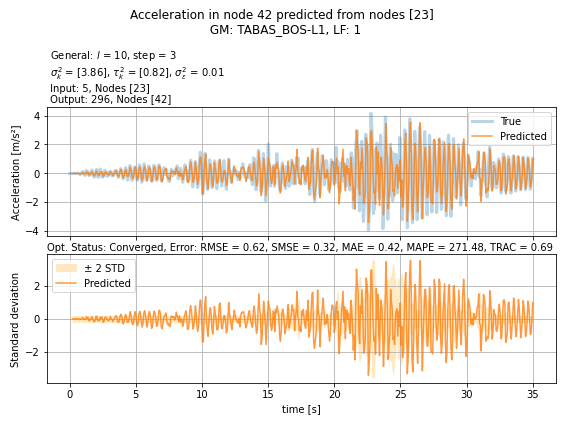 Acceleration in node 42 predicted from nodes [23]
GM: TABAS_BOS-L1, LF: 1
General: l = 10, step = 3
σ²ₖ = [3.86], τ²ₖ = [0.82], σ²ε = 0.01
Input: 5, Nodes [23]
Output: 296, Nodes [42]
4
2
0
−2
−4
Acceleration [m/s²]
True
Predicted
Opt. Status: Converged, Error: RMSE = 0.62, SMSE = 0.32, MAE = 0.42, MAPE = 271.48, TRAC = 0.69
2
0
−2
Standard deviation
± 2 STD
Predicted
0 5 10 15 20 25 30 35
time [s]